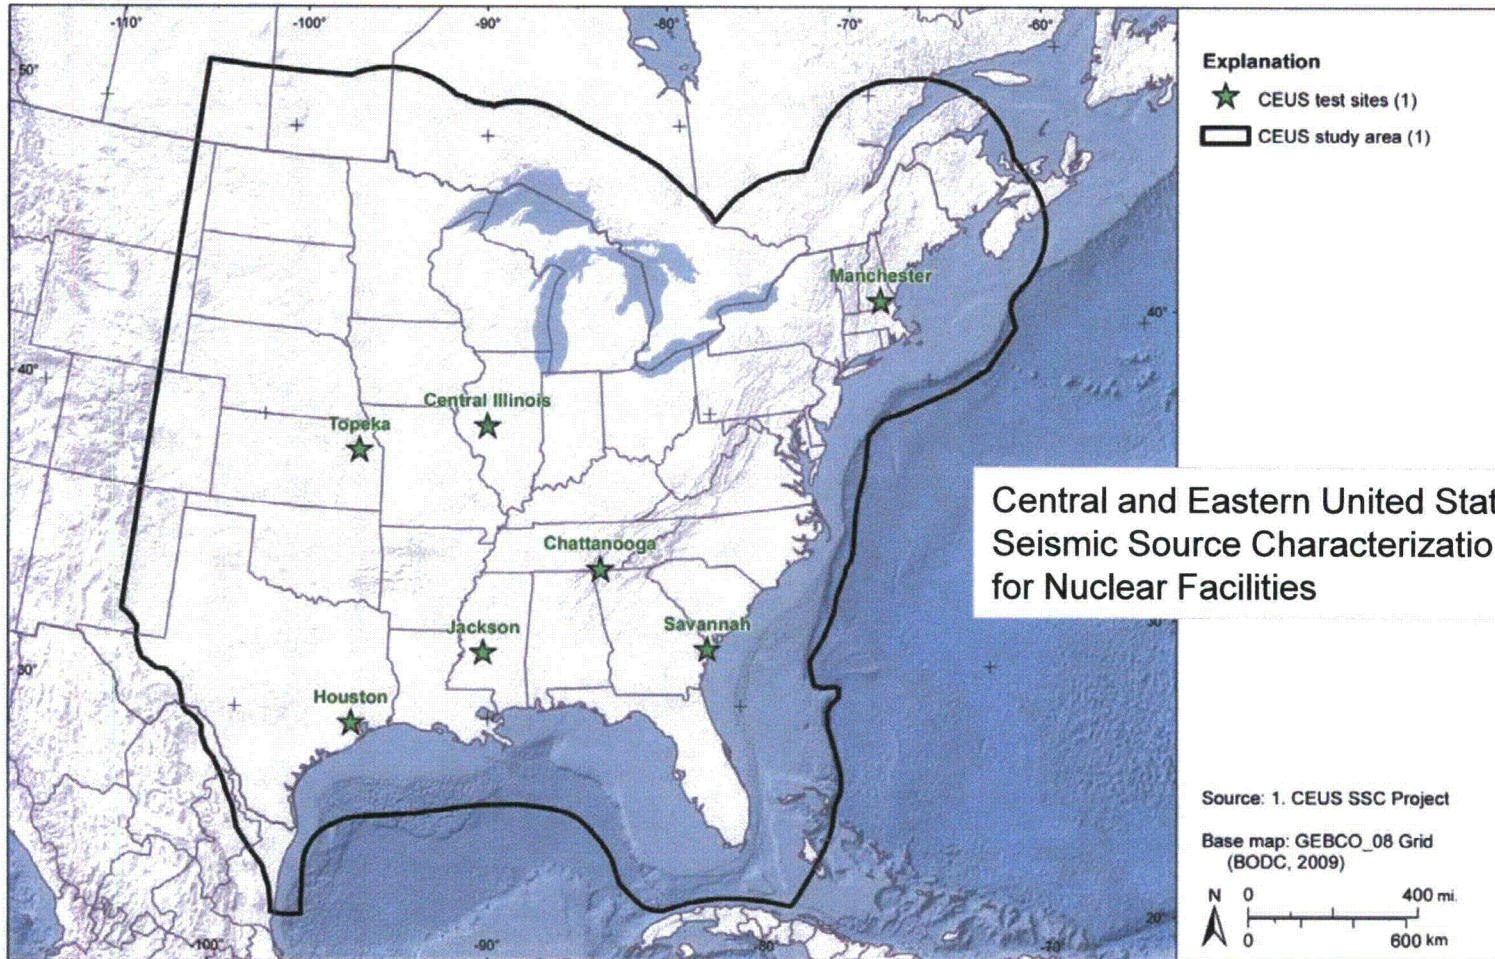 -110°
-100°
-90°
-80°
-70°
-60°
50°
Explanation
CEUS test sites (1)
CEUS study area (1)
Manchester
40°
40°
Central Illinois
Topeka
Central and Eastern United Stat
Seismic Source Characterizatio
for Nuclear Facilities
Chattanooga
Jackson
Savannah
30°
Houston
Source: 1. CEUS SSC Project
Base map: GEBCO_08 Grid
(BODC, 2009)
N 0 400 mi.
0 600 km
20°
-100°
-90°
-80°
-70°